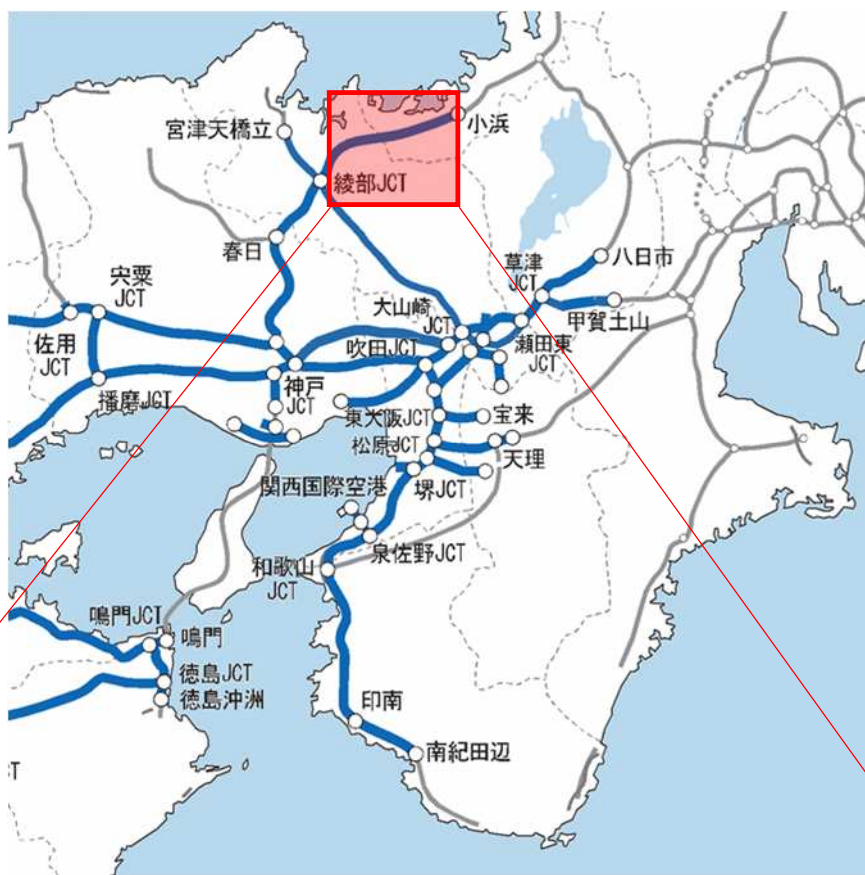 宮津天橋立
小浜
綾部JCT
春日
八日市
草津
JCT
宍粟
JCT
大山崎
JCT
甲賀土山
佐用
JCT
吹田JCT
瀬田東
JCT
播磨JCT
神戸
JCT
東大阪JCT
宝来
松原JCT
天理
関西国際空港
堺JCT
泉佐野JCT
和歌山
JCT
鳴門JCT
鳴門
徳島JCT
徳島沖洲
印南
南紀田辺
CT